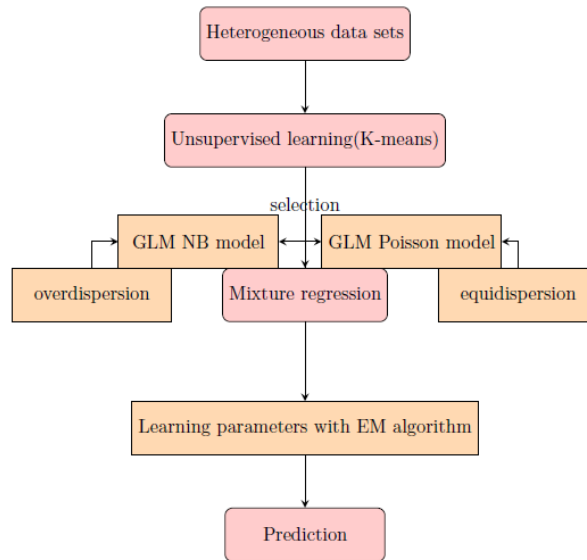 Heterogeneous data sets
Unsupervised learning(K-means)
selection
GLM NB model
GLM Poisson model
overdispersion
Mixture regression
equidispersion
Learning parameters with EM algorithm
Prediction